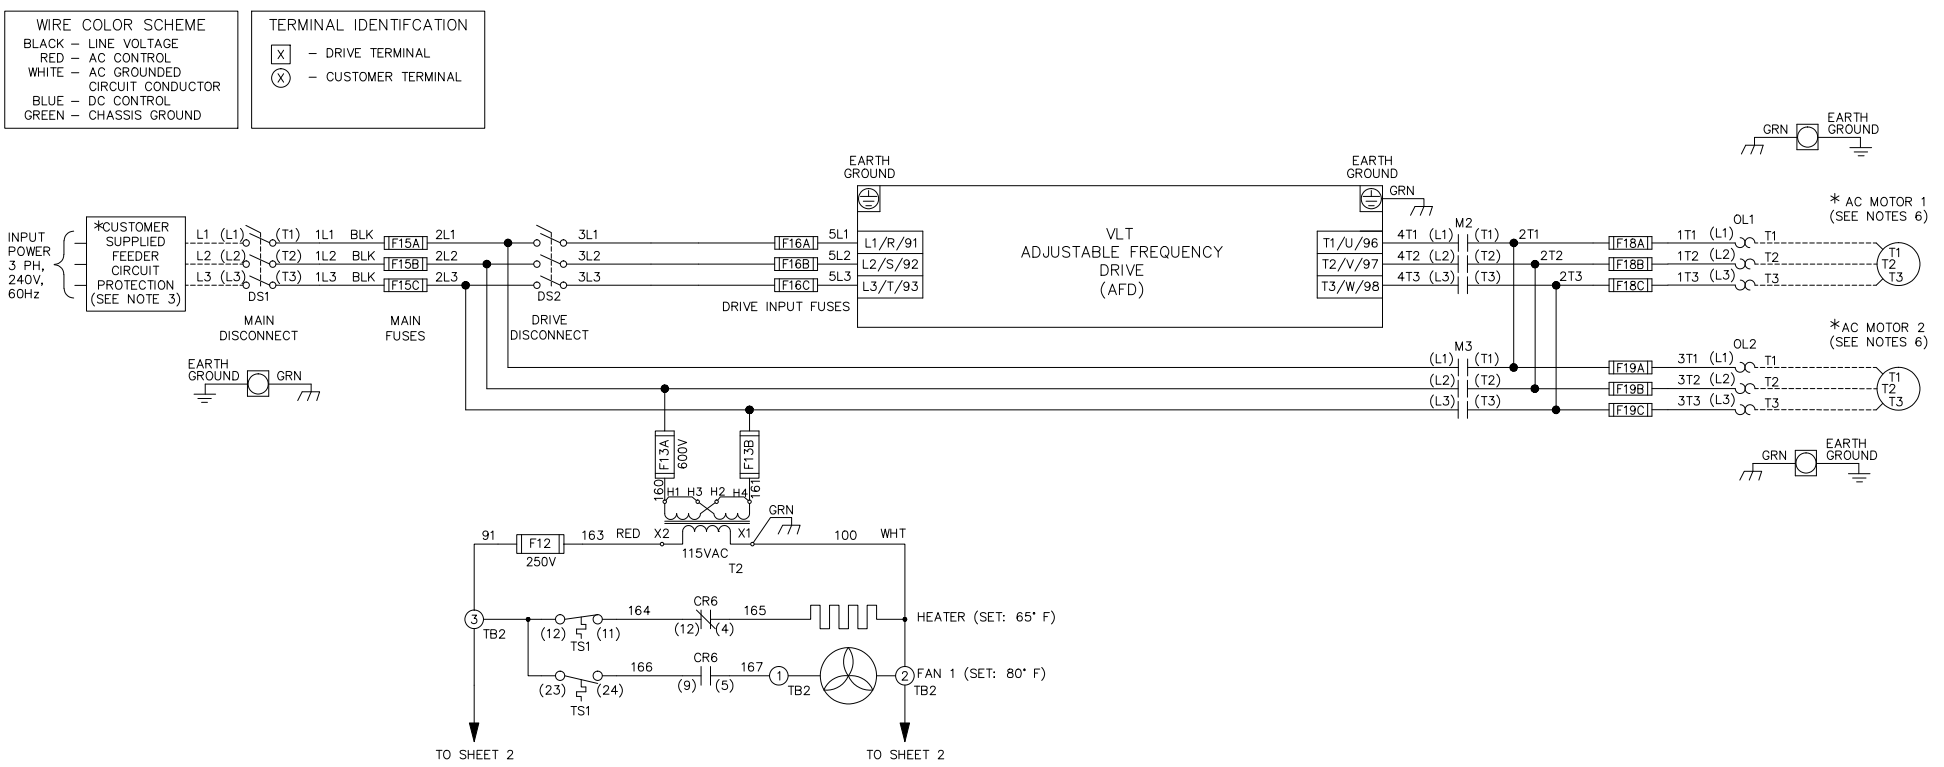 WIRE COLOR SCHEME
BLACK – LINE VOLTAGE
RED – AC CONTROL
WHITE – AC GROUNDED
CIRCUIT CONDUCTOR
BLUE – DC CONTROL
GREEN – CHASSIS GROUND
TERMINAL IDENTIFCATION
X – DRIVE TERMINAL
X – CUSTOMER TERMINAL
INPUT
POWER
3 PH,
240V,
60Hz
*CUSTOMER
SUPPLIED
FEEDER
CIRCUIT
PROTECTION
(SEE NOTE 3)
L1 (L1) (T1) 1L1 BLK F15A 2L1
L2 (L2) (T2) 1L2 BLK F15B 2L2
L3 (L3) (T3) 1L3 BLK F15C 2L3
DS1
MAIN
DISCONNECT
MAIN
FUSES
3L1
3L2
3L3
DS2
DRIVE
DISCONNECT
F16A 5L1
F16B 5L2
F16C 5L3
DRIVE INPUT FUSES
EARTH
GROUND
L1/R/91
L2/S/92
L3/T/93
VLT
ADJUSTABLE FREQUENCY
DRIVE
(AFD)
EARTH
GROUND
GRN
T1/U/96
T2/V/97
T3/W/98
M2
4T1 (L1) (T1) 2T1
4T2 (L2) (T2) 2T2
4T3 (L3) (T3) 2T3
OL1
F18A 1T1 (L1) T1
F18B 1T2 (L2) T2
F18C 1T3 (L3) T3
GRN
EARTH
GROUND
* AC MOTOR 1
(SEE NOTES 6)
T1
T2
T3
M3
(L1) (T1)
(L2) (T2)
(L3) (T3)
OL2
F19A 3T1 (L1) T1
F19B 3T2 (L2) T2
F19C 3T3 (L3) T3
*AC MOTOR 2
(SEE NOTES 6)
T1
T2
T3
GRN
EARTH
GROUND
EARTH
GROUND
GRN
F13A
600V
F13B
160
161
H1 H3 H2 H4
GRN
91 F12 163 RED X2 X1 100 WHT
250V
115VAC
T2
3
TB2
(12) (11)
TS1
164
CR6
(12) (4)
165
HEATER (SET: 65° F)
(23) (24)
TS1
166
CR6
(9) (5)
167
1
TB2
2
TB2
FAN 1 (SET: 80° F)
TO SHEET 2
TO SHEET 2